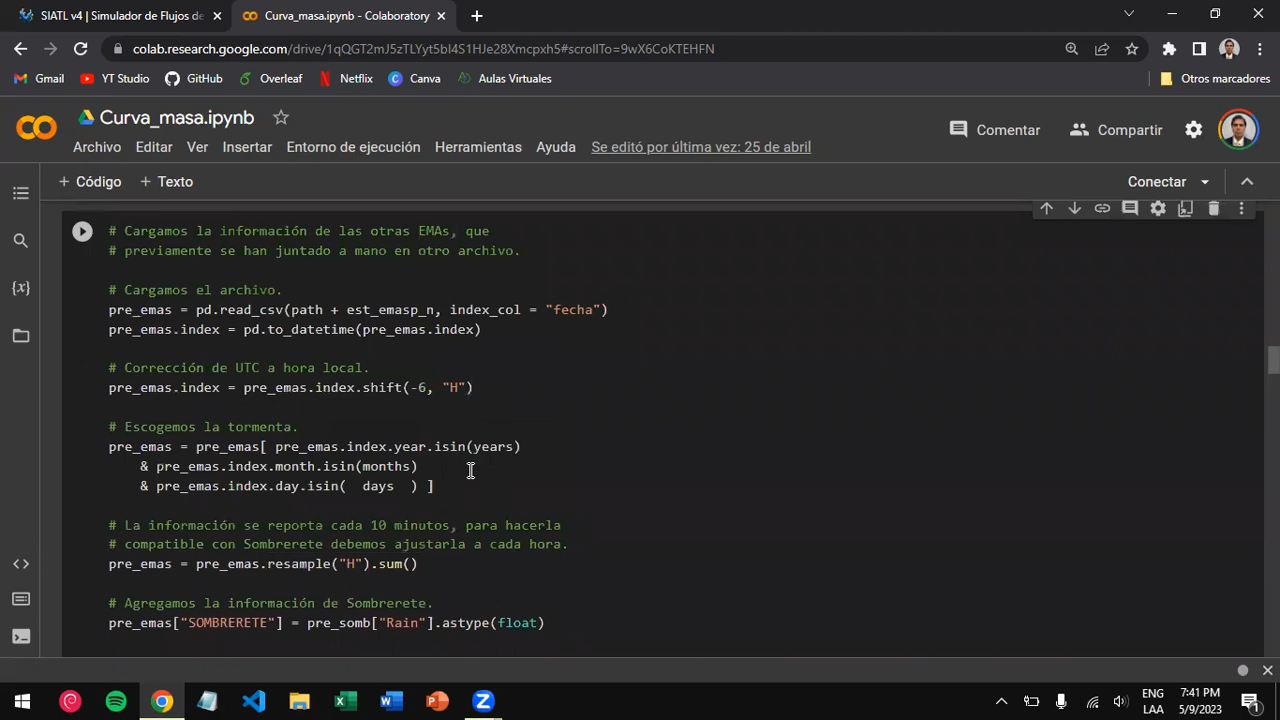 SIATL v4 | Simulador de Flujos de
Curva_masa.ipynb - Colaboratory
colab.research.google.com/drive/1qQGT2mJ5zTLYyt5bI4S1HJe28Xmcpxh5#scrollTo=9wX6CoKTEHFN
Gmail
YT Studio
GitHub
Overleaf
Netflix
Canva
Aulas Virtuales
Otros marcadores
Curva_masa.ipynb
Comentar
Compartir
Archivo
Editar
Ver
Insertar
Entorno de ejecución
Herramientas
Ayuda
Se editó por última vez: 25 de abril
+ Código
+ Texto
Conectar
# Cargamos la información de las otras EMAs, que
# previamente se han juntado a mano en otro archivo.
# Cargamos el archivo.
pre_emas = pd.read_csv(path + est_emasp_n, index_col = "fecha")
pre_emas.index = pd.to_datetime(pre_emas.index)
# Corrección de UTC a hora local.
pre_emas.index = pre_emas.index.shift(-6, "H")
# Escogemos la tormenta.
pre_emas = pre_emas[ pre_emas.index.year.isin(years)
& pre_emas.index.month.isin(months)
& pre_emas.index.day.isin(  days  ) ]
# La información se reporta cada 10 minutos, para hacerla
# compatible con Sombrerete debemos ajustarla a cada hora.
pre_emas = pre_emas.resample("H").sum()
# Agregamos la información de Sombrerete.
pre_emas["SOMBRERETE"] = pre_somb["Rain"].astype(float)
ENG
LAA
7:41 PM
5/9/2023